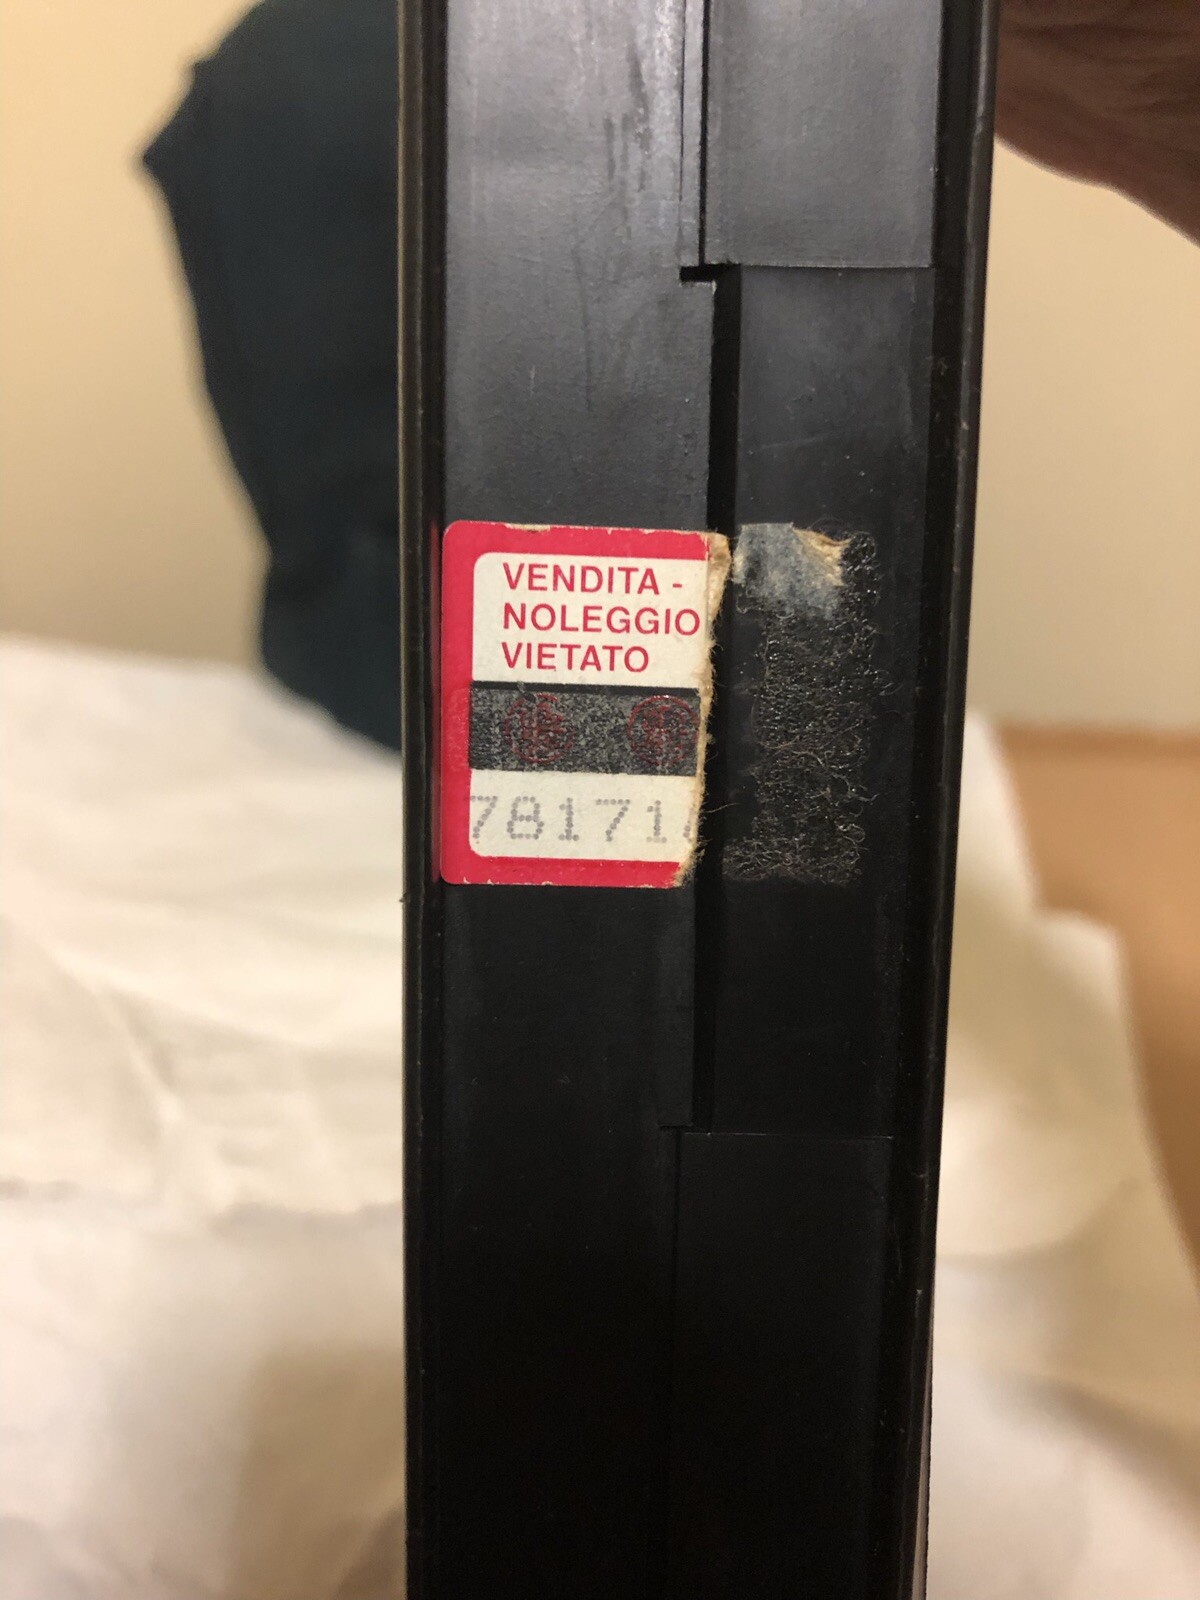 VENDITA -
NOLEGGIO
VIETATO
78171